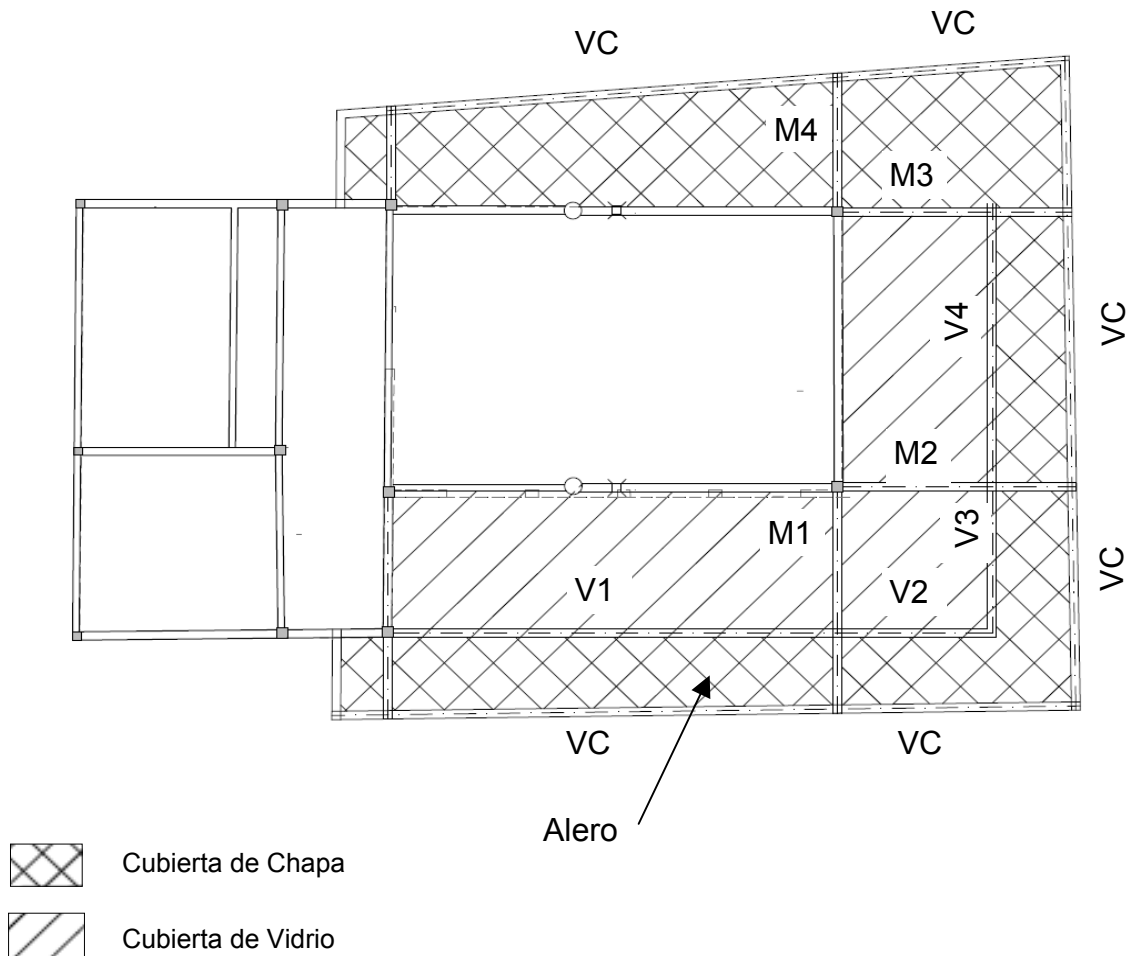 VC
VC
M4
M3
V4
VC
M2
V3
M1
VC
V1
V2
VC
VC
Alero
Cubierta de Chapa
Cubierta de Vidrio